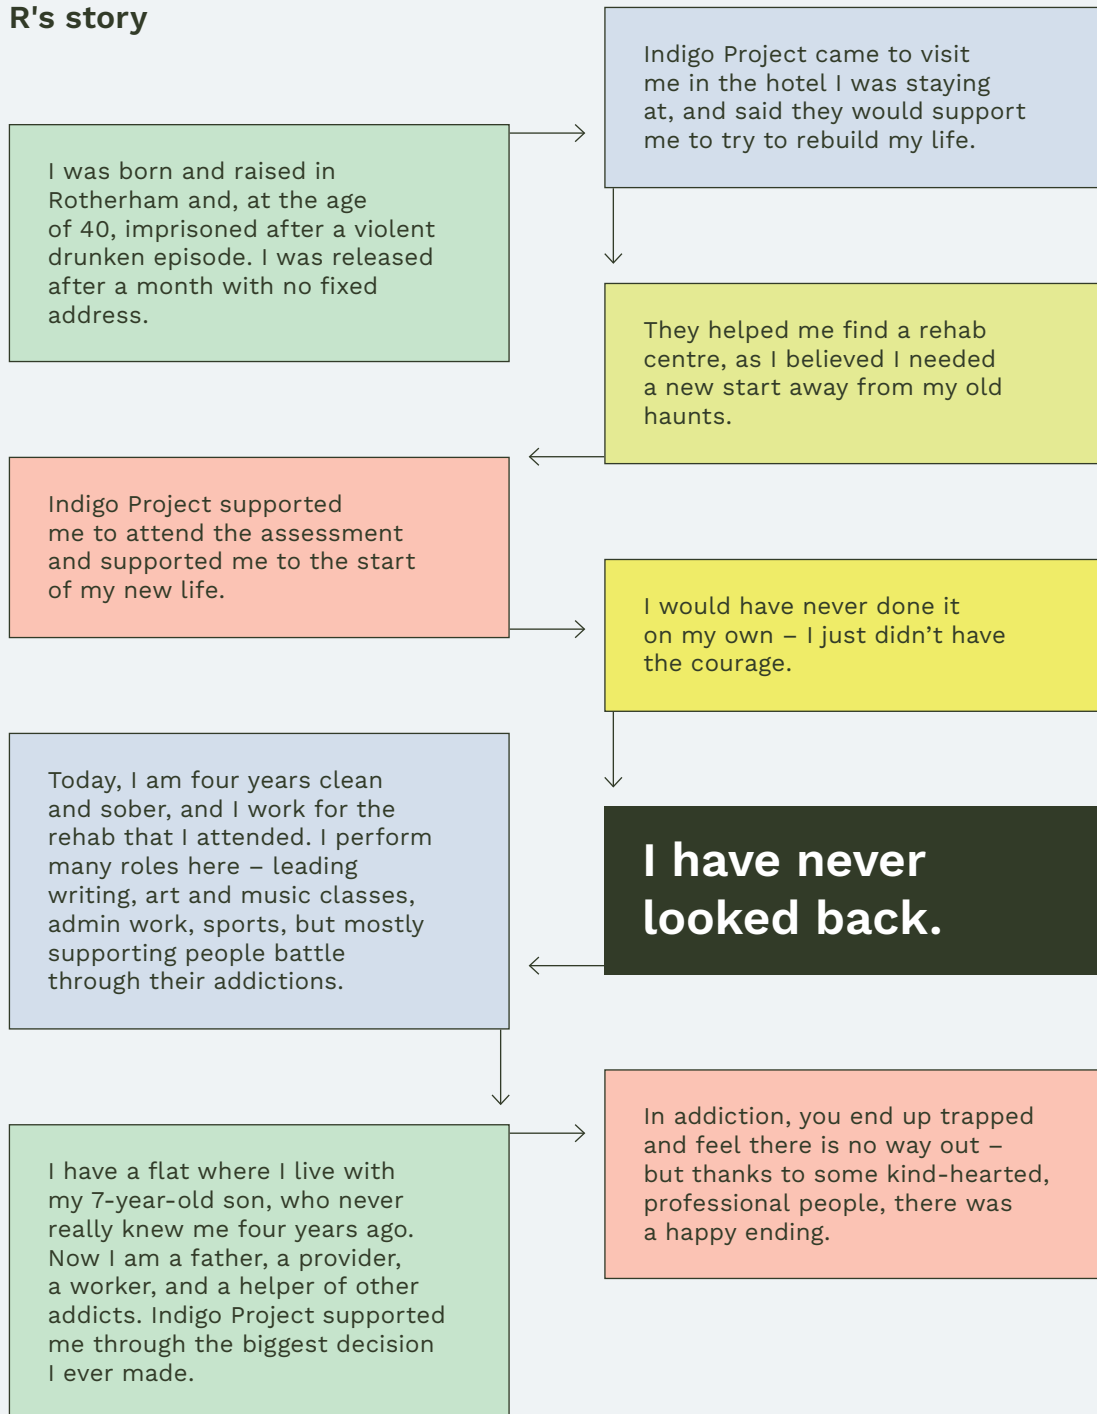 R's story
I was born and raised in
Rotherham and, at the age
of 40, imprisoned after a violent
drunken episode. I was released
after a month with no fixed
address.
Indigo Project came to visit
me in the hotel I was staying
at, and said they would support
me to try to rebuild my life.
They helped me find a rehab
centre, as I believed I needed
a new start away from my old
haunts.
Indigo Project supported
me to attend the assessment
and supported me to the start
of my new life.
I would have never done it
on my own – I just didn’t have
the courage.
I have never
looked back.
Today, I am four years clean
and sober, and I work for the
rehab that I attended. I perform
many roles here – leading
writing, art and music classes,
admin work, sports, but mostly
supporting people battle
through their addictions.
I have a flat where I live with
my 7-year-old son, who never
really knew me four years ago.
Now I am a father, a provider,
a worker, and a helper of other
addicts. Indigo Project supported
me through the biggest decision
I ever made.
In addiction, you end up trapped
and feel there is no way out –
but thanks to some kind-hearted,
professional people, there was
a happy ending.